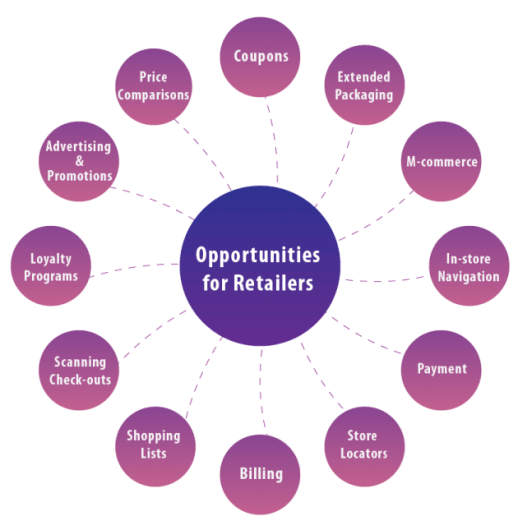 Coupons
Extended
Packaging
M-commerce
In-store
Navigation
Payment
Store
Locators
Billing
Shopping
Lists
Scanning
Check-outs
Loyalty
Programs
Advertising
&
Promotions
Price
Comparisons
Opportunities
for Retailers